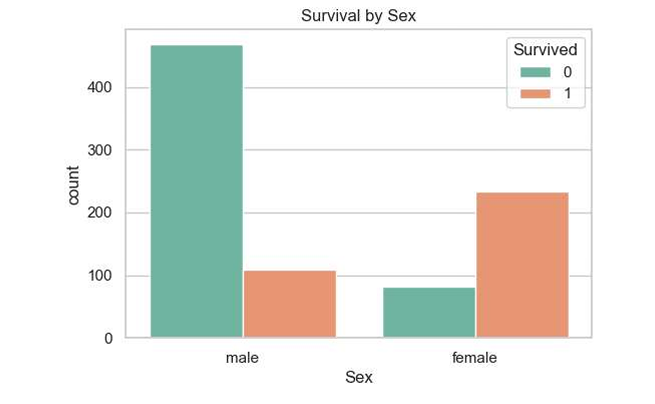 Survival by Sex
Survived
0
1
count
400
300
200
100
0
male
female
Sex